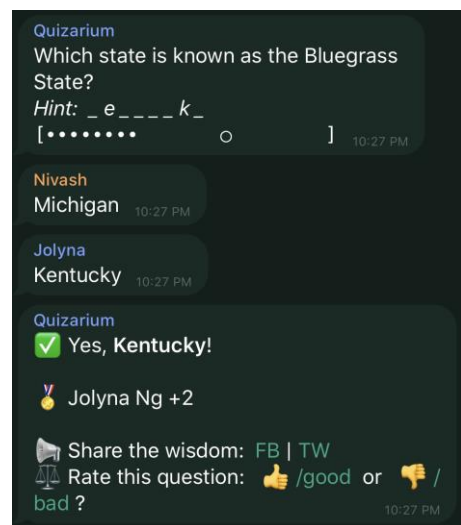 Quizarium
Which state is known as the Bluegrass
State?
Hint: _ e _ _ _ _ k _
[•••••••• ○ ] 10:27 PM
Nivash
Michigan 10:27 PM
Jolyna
Kentucky 10:27 PM
Quizarium
✅ Yes, Kentucky!
🏅 Jolyna Ng +2
📢 Share the wisdom: FB | TW
⚖️ Rate this question: 👍 /good or 👎 /
bad ? 10:27 PM